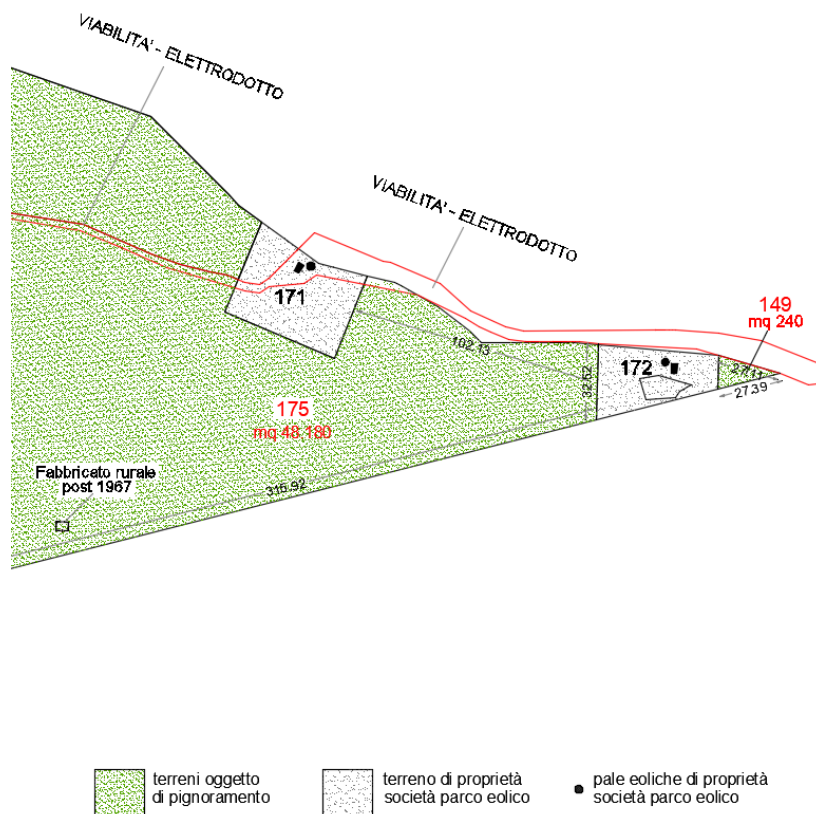 VIABILITA' - ELETTRODOTTO
VIABILITA' - ELETTRODOTTO
171
149
mq 240
102.13
32.52
172
27.11
27.39
175
mq 48.180
Fabbricato rurale
post 1967
315.92
terreni oggetto
di pignoramento
terreno di proprietà
società parco eolico
pale eoliche di proprietà
società parco eolico